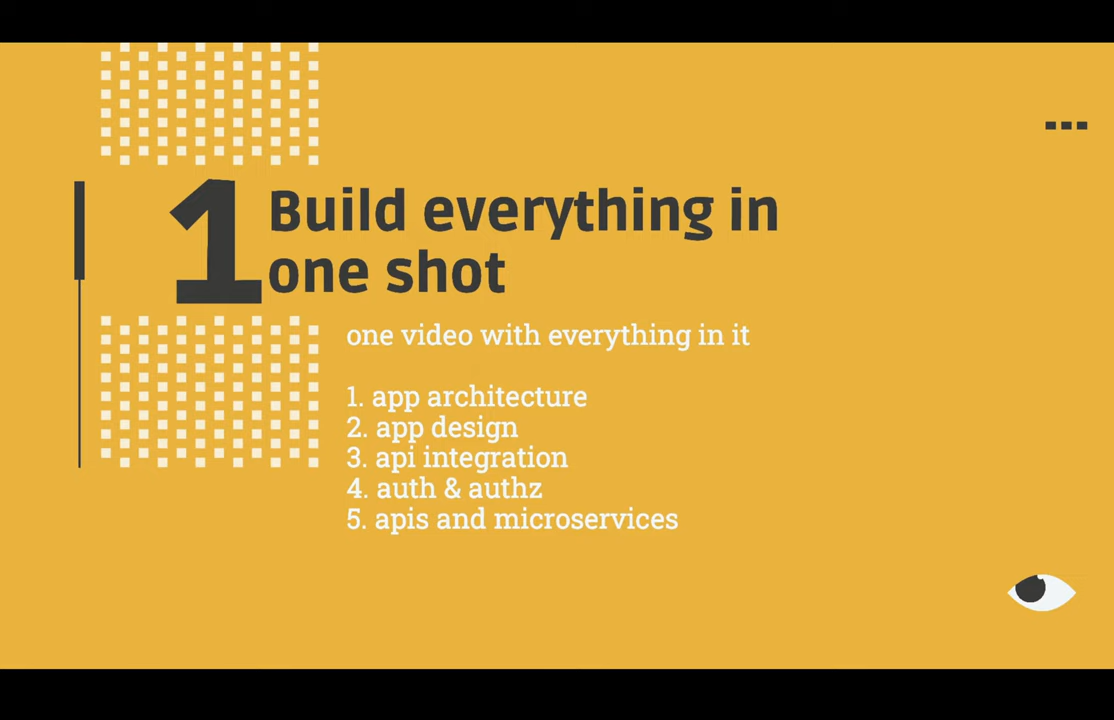 1
Build everything in
one shot
one video with everything in it
1. app architecture
2. app design
3. api integration
4. auth & authz
5. apis and microservices